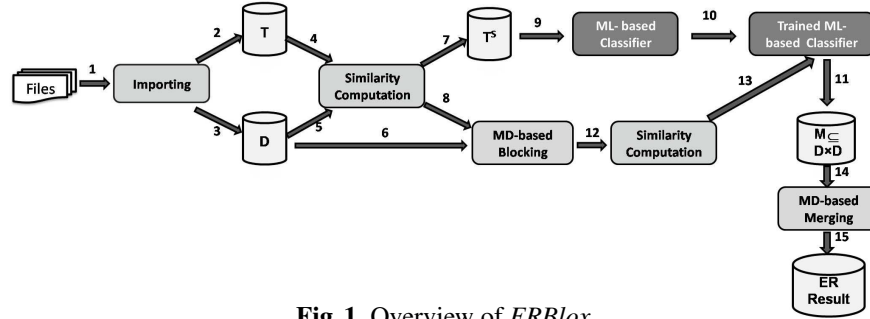 Files
1
Importing
2
3
T
D
4
5
6
Similarity
Computation
7
8
T^S
9
ML- based
Classifier
10
Trained ML-
based Classifier
MD-based
Blocking
12
Similarity
Computation
13
11
M ⊆
D×D
14
MD-based
Merging
15
ER
Result
Fig. 1. Overview of ERBlox